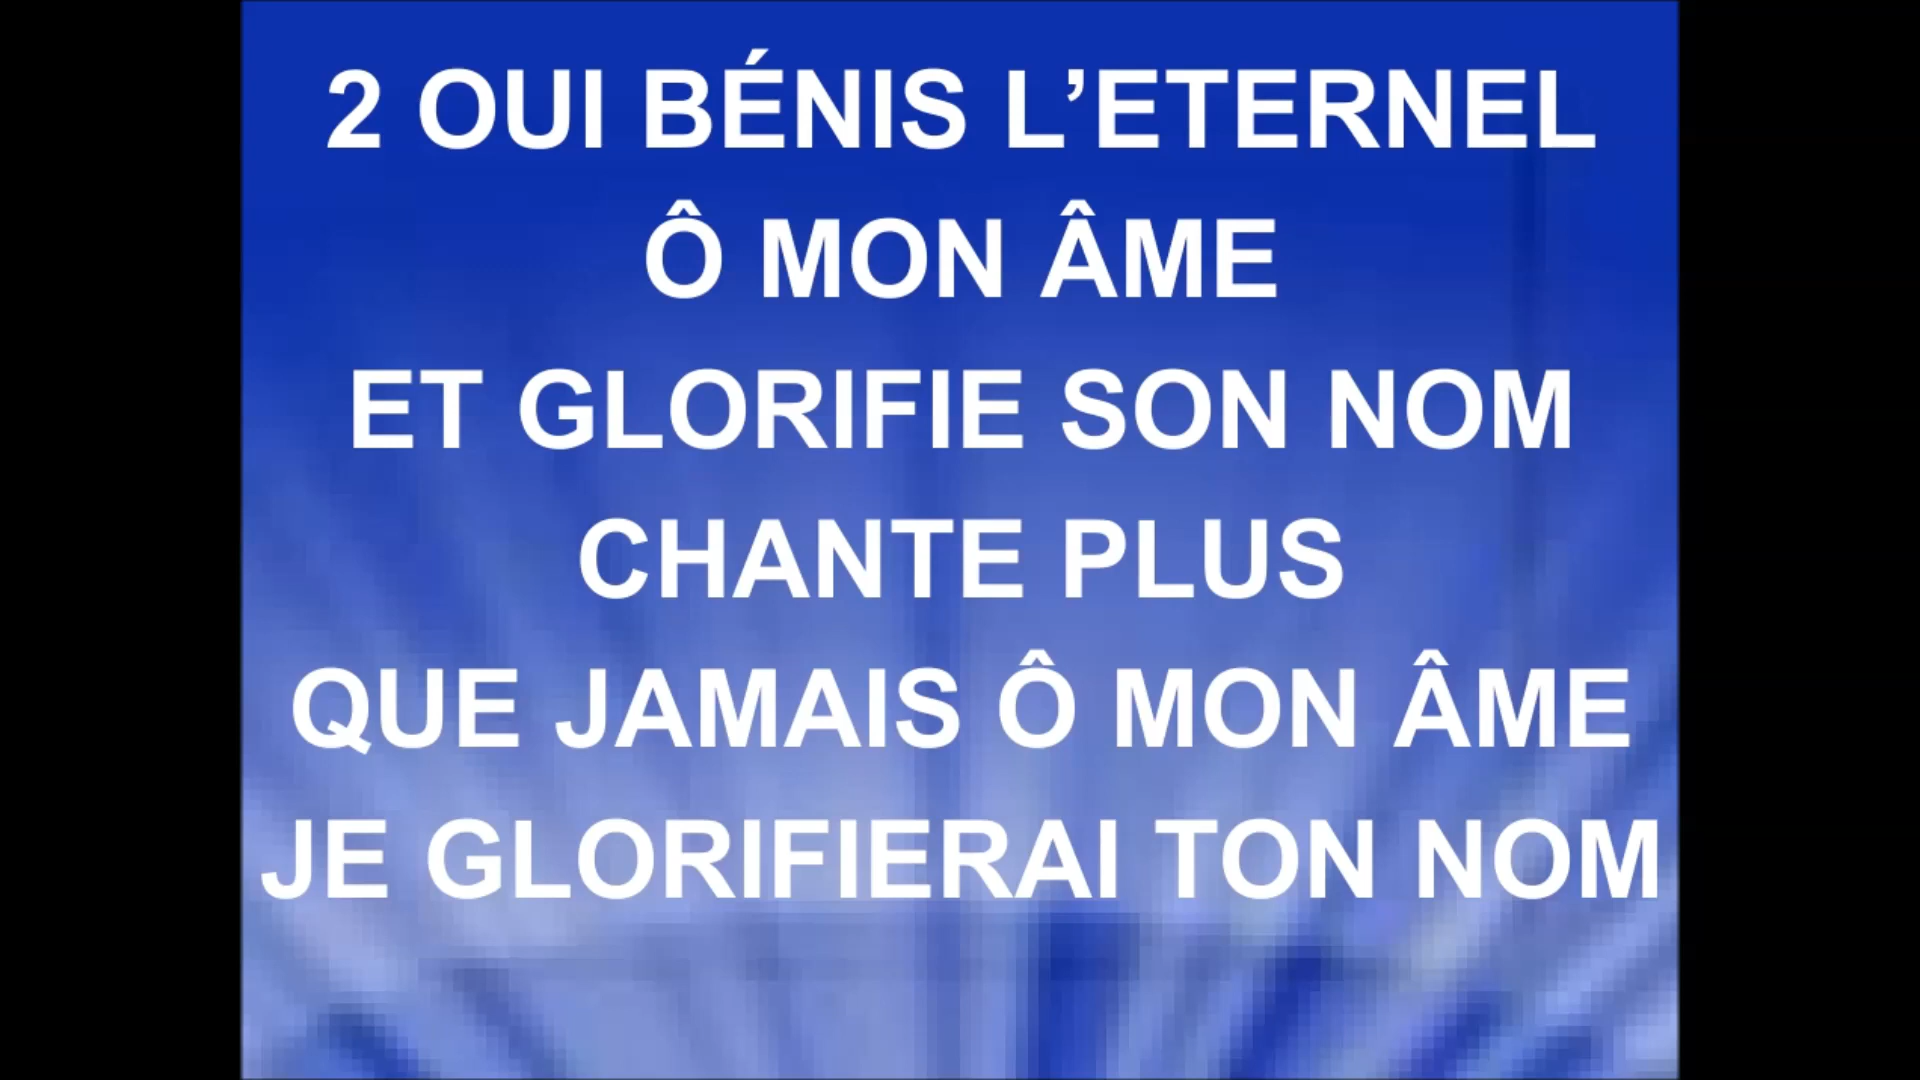 2 OUI BÉNIS L’ETERNEL
Ô MON ÂME
ET GLORIFIE SON NOM
CHANTE PLUS
QUE JAMAIS Ô MON ÂME
JE GLORIFIERAI TON NOM